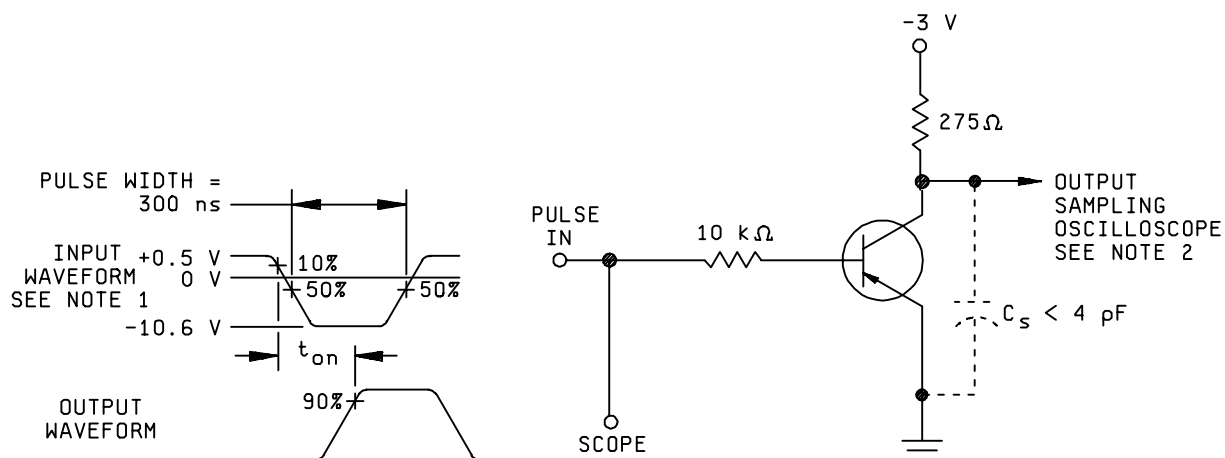 -3 V
275Ω
PULSE WIDTH =
300 ns
OUTPUT
SAMPLING
OSCILLOSCOPE
SEE NOTE 2
PULSE
IN
10 kΩ
INPUT
WAVEFORM
SEE NOTE 1
+0.5 V
0 V
-10.6 V
10%
50%
50%
ton
Cs < 4 pF
90%
OUTPUT
WAVEFORM
SCOPE